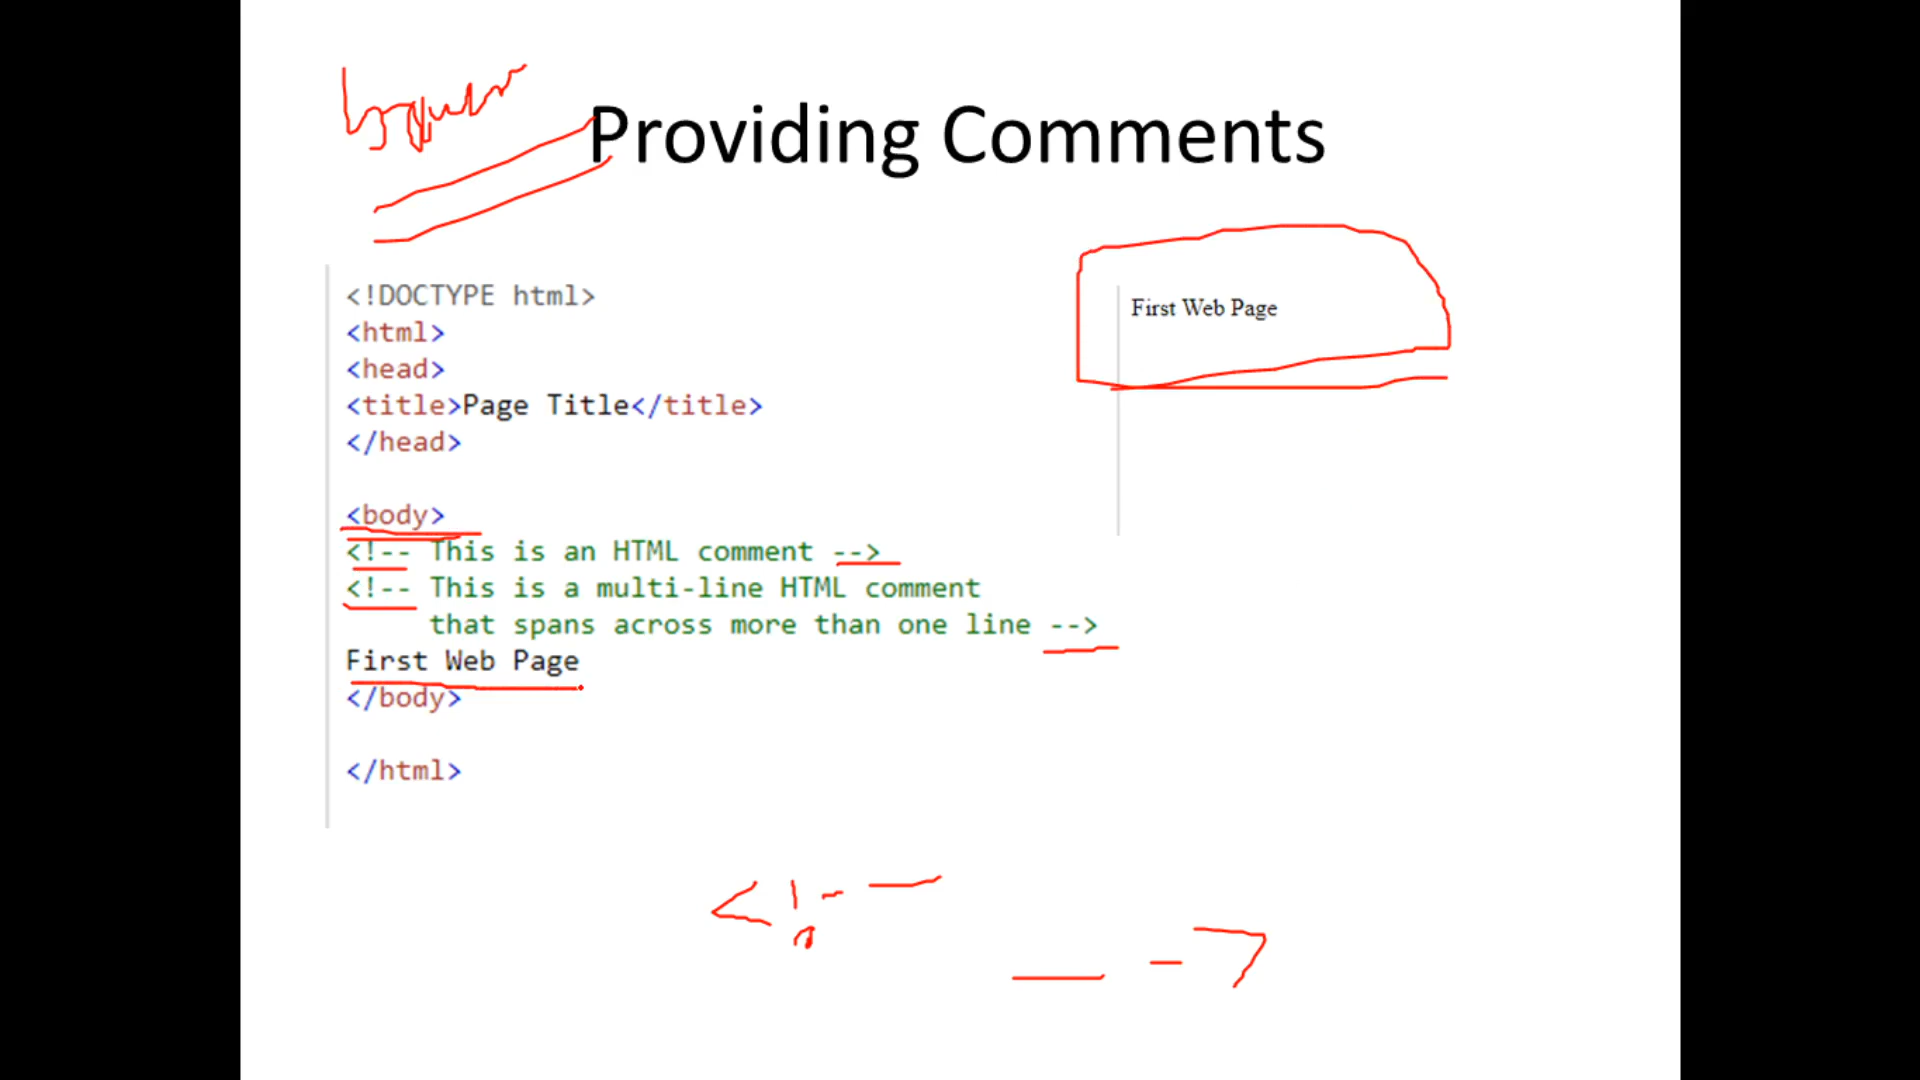 Providing Comments
<!DOCTYPE html>
<html>
<head>
<title>Page Title</title>
</head>
<body>
<!-- This is an HTML comment -->
<!-- This is a multi-line HTML comment
that spans across more than one line -->
First Web Page
</body>
</html>
First Web Page
<!--
-->